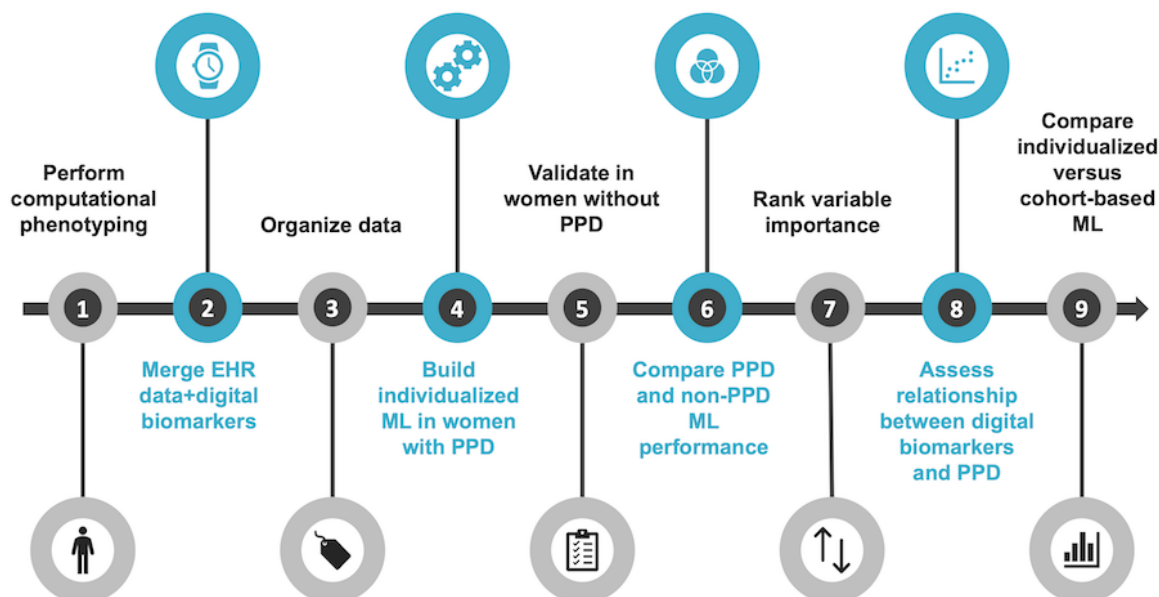 Perform
computational
phenotyping
1
2
Merge EHR
data+digital
biomarkers
Organize data
3
4
Build
individualized
ML in women
with PPD
Validate in
women without
PPD
5
6
Compare PPD
and non-PPD
ML
performance
Rank variable
importance
7
8
Assess
relationship
between digital
biomarkers
and PPD
Compare
individualized
versus
cohort-based
ML
9